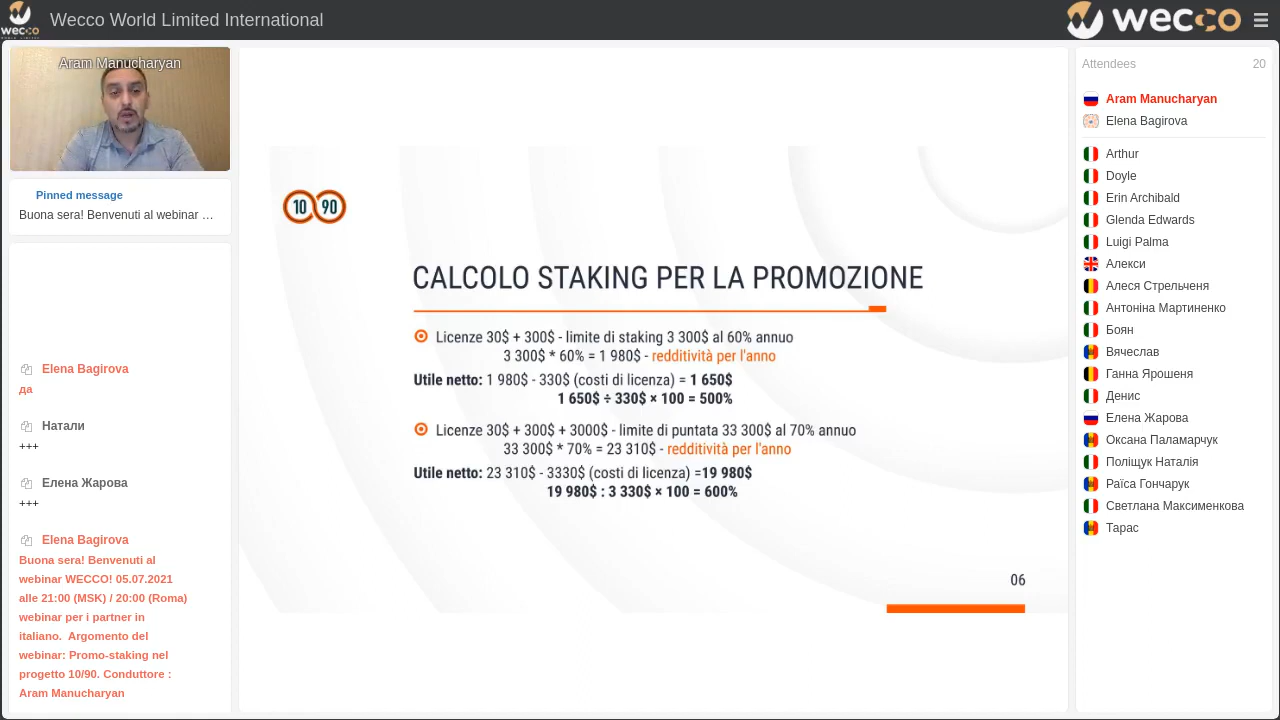 wecco
WORLD LIMITED
Wecco World Limited International
wecco
Aram Manucharyan
Pinned message
Buona sera! Benvenuti al webinar …
Elena Bagirova
да
Натали
+++
Елена Жарова
+++
Elena Bagirova
Buona sera! Benvenuti al
webinar WECCO! 05.07.2021
alle 21:00 (MSK) / 20:00 (Roma)
webinar per i partner in
italiano.  Argomento del
webinar: Promo-staking nel
progetto 10/90. Conduttore :
Aram Manucharyan
10 90
CALCOLO STAKING PER LA PROMOZIONE
Licenze 30$ + 300$ - limite di staking 3 300$ al 60% annuo
3 300$ * 60% = 1 980$ - redditività per l'anno
Utile netto: 1 980$ - 330$ (costi di licenza) = 1 650$
1 650$ ÷ 330$ × 100 = 500%
Licenze 30$ + 300$ + 3000$ - limite di puntata 33 300$ al 70% annuo
33 300$ * 70% = 23 310$ - redditività per l'anno
Utile netto: 23 310$ - 3330$ (costi di licenza) =19 980$
19 980$ : 3 330$ × 100 = 600%
06
Attendees 20
Aram Manucharyan
Elena Bagirova
Arthur
Doyle
Erin Archibald
Glenda Edwards
Luigi Palma
Алекси
Алеся Стрельченя
Антоніна Мартиненко
Боян
Вячеслав
Ганна Ярошеня
Денис
Елена Жарова
Оксана Паламарчук
Поліщук Наталія
Раїса Гончарук
Светлана Максименкова
Тарас